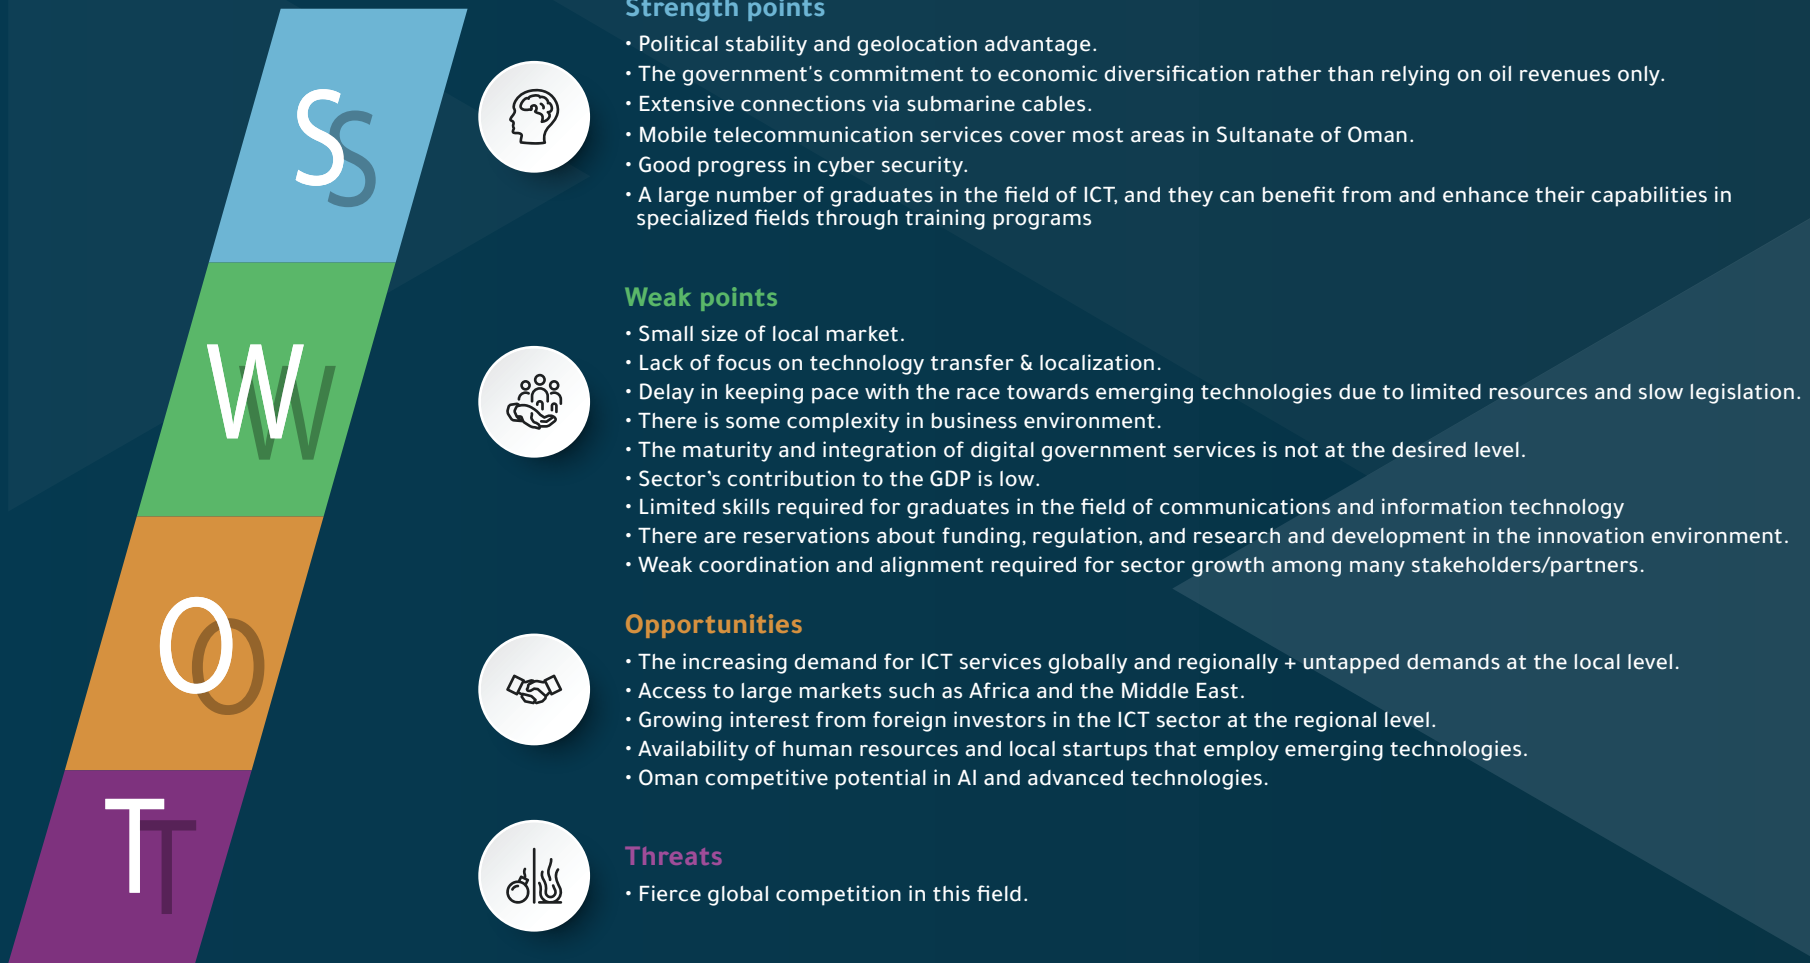 S
Strength points
• Political stability and geolocation advantage.
• The government's commitment to economic diversification rather than relying on oil revenues only.
• Extensive connections via submarine cables.
• Mobile telecommunication services cover most areas in Sultanate of Oman.
• Good progress in cyber security.
• A large number of graduates in the field of ICT, and they can benefit from and enhance their capabilities in
specialized fields through training programs
W
Weak points
• Small size of local market.
• Lack of focus on technology transfer & localization.
• Delay in keeping pace with the race towards emerging technologies due to limited resources and slow legislation.
• There is some complexity in business environment.
• The maturity and integration of digital government services is not at the desired level.
• Sector’s contribution to the GDP is low.
• Limited skills required for graduates in the field of communications and information technology
• There are reservations about funding, regulation, and research and development in the innovation environment.
• Weak coordination and alignment required for sector growth among many stakeholders/partners.
O
Opportunities
• The increasing demand for ICT services globally and regionally + untapped demands at the local level.
• Access to large markets such as Africa and the Middle East.
• Growing interest from foreign investors in the ICT sector at the regional level.
• Availability of human resources and local startups that employ emerging technologies.
• Oman competitive potential in AI and advanced technologies.
T
Threats
• Fierce global competition in this field.